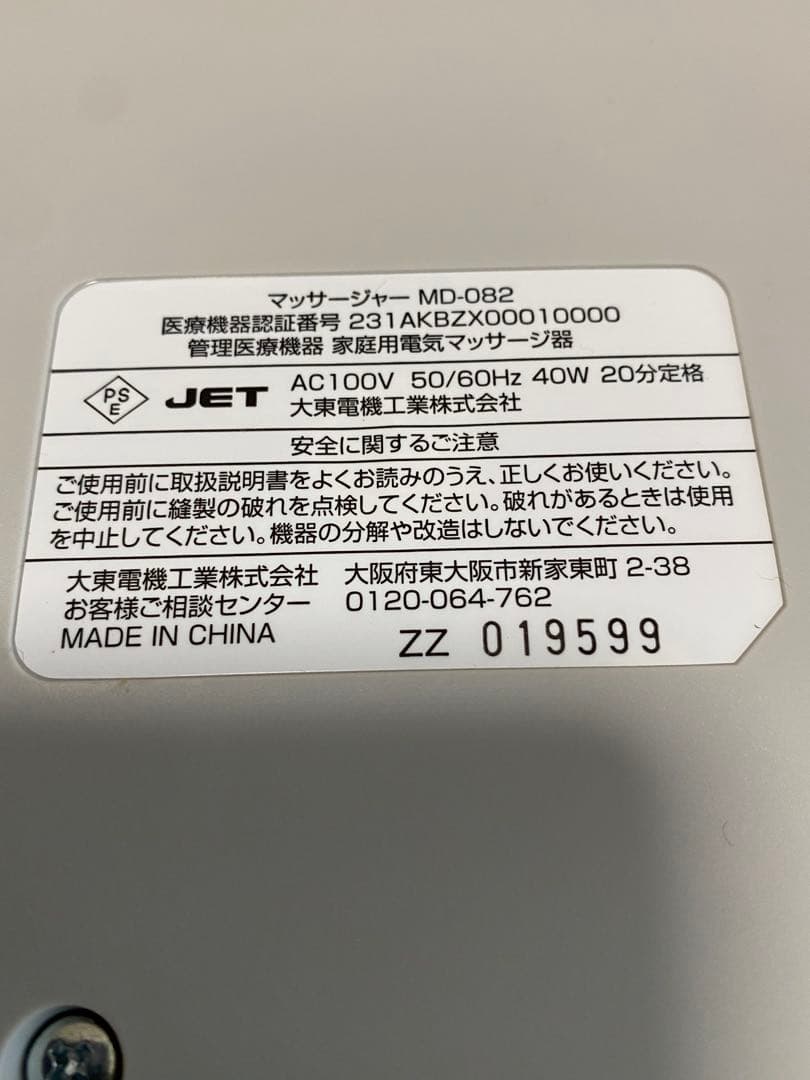 マッサージャー MD-082
医療機器認証番号 231AKBZX00010000
管理医療機器 家庭用電気マッサージ器
PS
E
JET
AC100V 50/60Hz 40W 20分定格
大東電機工業株式会社
安全に関するご注意
ご使用前に取扱説明書をよくお読みのうえ、正しくお使いください。
ご使用前に縫製の破れを点検してください。破れがあるときは使用
を中止してください。機器の分解や改造はしないでください。
大東電機工業株式会社 大阪府東大阪市新家東町 2-38
お客様ご相談センター 0120-064-762
MADE IN CHINA
ZZ 019599